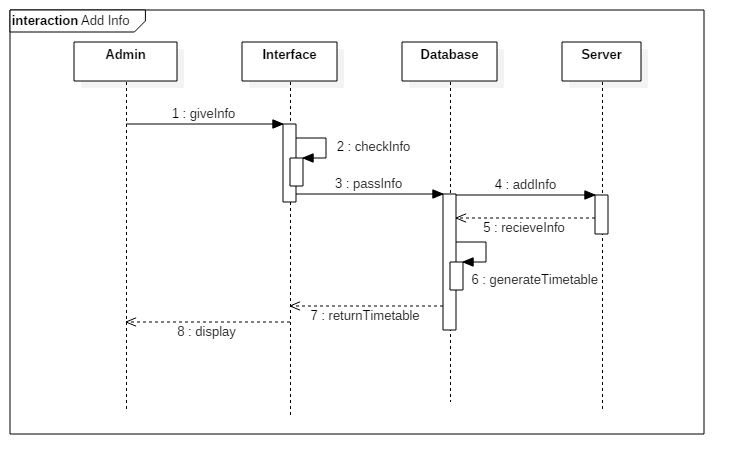 interaction Add Info
Admin
Interface
Database
Server
1 : giveInfo
2 : checkInfo
3 : passInfo
4 : addInfo
5 : recieveInfo
6 : generateTimetable
7 : returnTimetable
8 : display